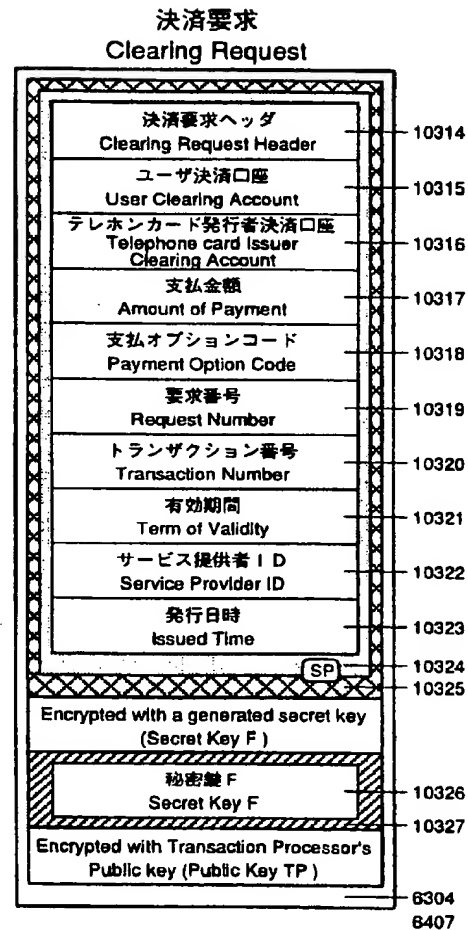 決済要求
Clearing Request
決済要求ヘッダ
Clearing Request Header
10314
ユーザ決済口座
User Clearing Account
10315
テレホンカード発行者決済口座
Telephone card Issuer
Clearing Account
10316
支払金額
Amount of Payment
10317
支払オプションコード
Payment Option Code
10318
要求番号
Request Number
10319
トランザクション番号
Transaction Number
10320
有効期間
Term of Validity
10321
サービス提供者ID
Service Provider ID
10322
発行日時
Issued Time
10323
SP
10324
10325
Encrypted with a generated secret key
(Secret Key F )
秘密鍵F
Secret Key F
10326
10327
Encrypted with Transaction Processor's
Public key (Public Key TP )
6304
6407